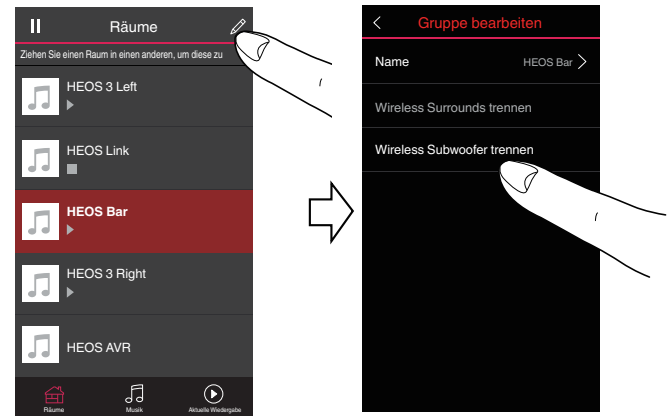 Räume
Ziehen Sie einen Raum in einen anderen, um diese zu
HEOS 3 Left
HEOS Link
HEOS Bar
HEOS 3 Right
HEOS AVR
Räume
Musik
Aktuelle Wiedergabe
Gruppe bearbeiten
Name
HEOS Bar
Wireless Surrounds trennen
Wireless Subwoofer trennen